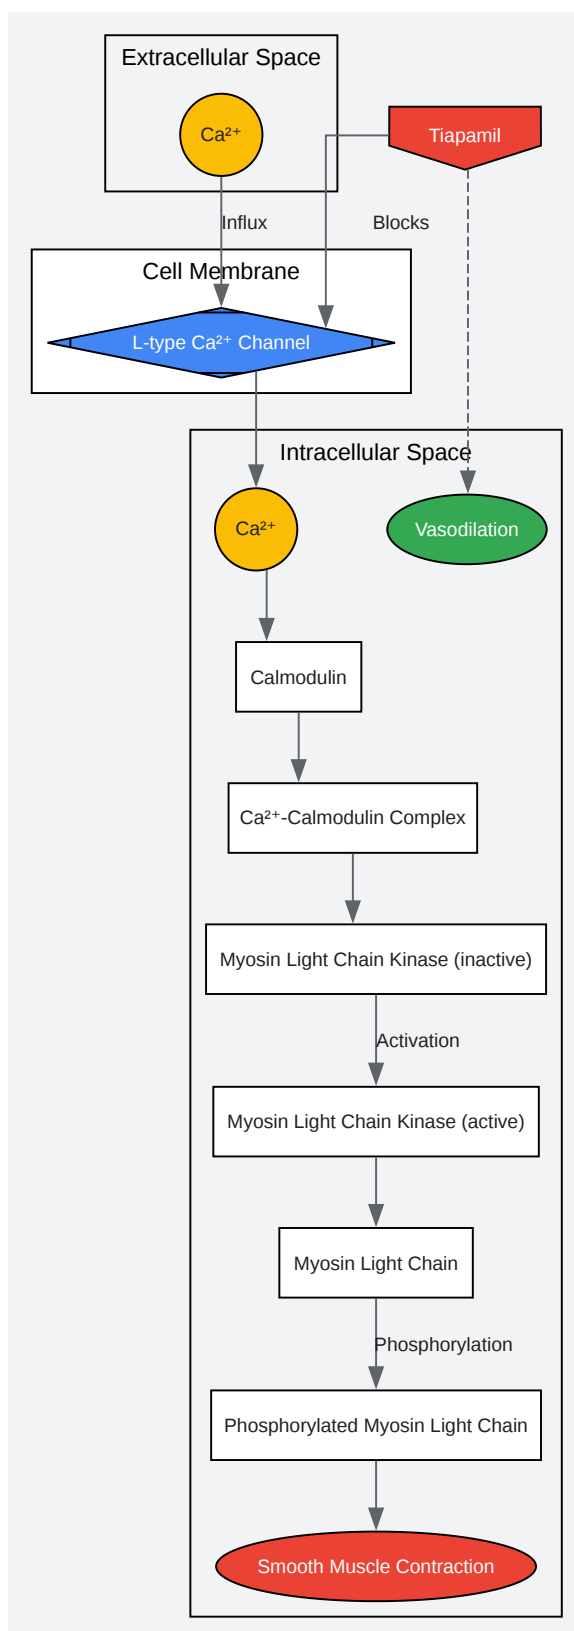 Extracellular Space
Ca²⁺
Tiapamil
Influx
Blocks
Cell Membrane
L-type Ca²⁺ Channel
Intracellular Space
Ca²⁺
Vasodilation
Calmodulin
Ca²⁺-Calmodulin Complex
Myosin Light Chain Kinase (inactive)
Activation
Myosin Light Chain Kinase (active)
Myosin Light Chain
Phosphorylation
Phosphorylated Myosin Light Chain
Smooth Muscle Contraction